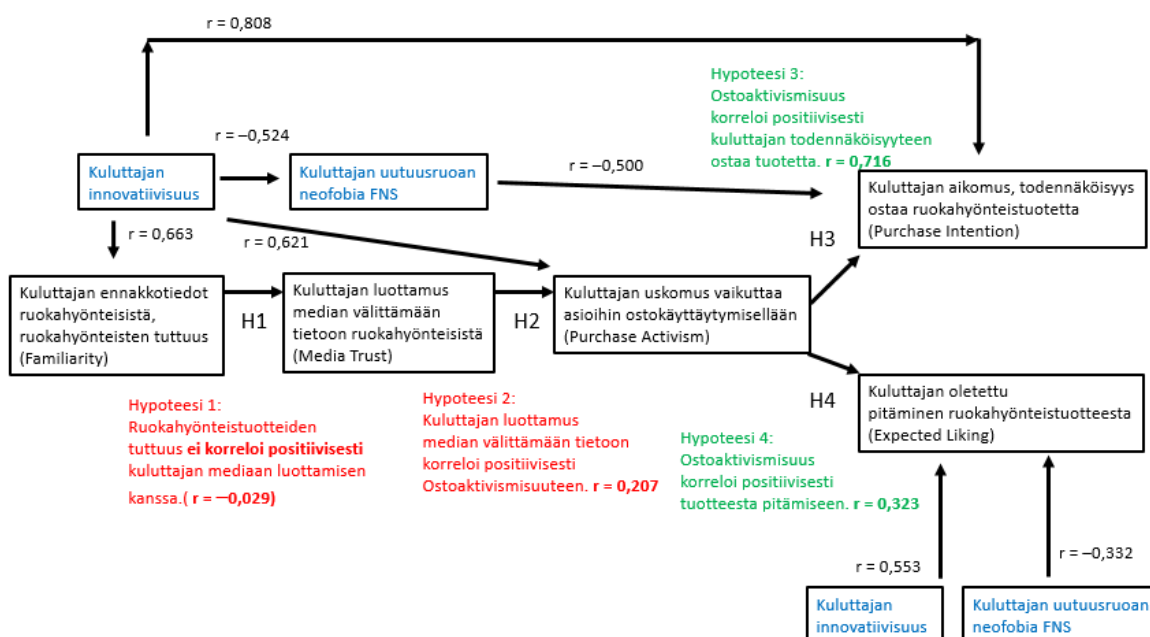 r = 0,808
Hypoteesi 3:
Ostoaktivismisuus
korreloi positiivisesti
kuluttajan todennäköisyyteen
ostaa tuotetta. r = 0,716
r = –0,524
r = –0,500
Kuluttajan
innovatiivisuus
Kuluttajan uutuusruoan
neofobia FNS
Kuluttajan aikomus, todennäköisyys
ostaa ruokahyönteistuotetta
(Purchase Intention)
r = 0,663
r = 0,621
H3
Kuluttajan ennakkotiedot
ruokahyönteisistä,
ruokahyönteisten tuttuus
(Familiarity)
H1
Kuluttajan luottamus
median välittämään
tietoon ruokahyönteisistä
(Media Trust)
H2
Kuluttajan uskomus vaikuttaa
asioihin ostokäyttäytymisellään
(Purchase Activism)
H4
Kuluttajan oletettu
pitäminen ruokahyönteistuotteesta
(Expected Liking)
Hypoteesi 1:
Ruokahyönteistuotteiden
tuttuus ei korreloi positiivisesti
kuluttajan mediaan luottamisen
kanssa.( r = –0,029)
Hypoteesi 2:
Kuluttajan luottamus
median välittämään tietoon
korreloi positiivisesti
Ostoaktivismisuuteen. r = 0,207
Hypoteesi 4:
Ostoaktivismisuus
korreloi positiivisesti
tuotteesta pitämiseen. r = 0,323
r = 0,553
r = –0,332
Kuluttajan
innovatiivisuus
Kuluttajan uutuusruoan
neofobia FNS